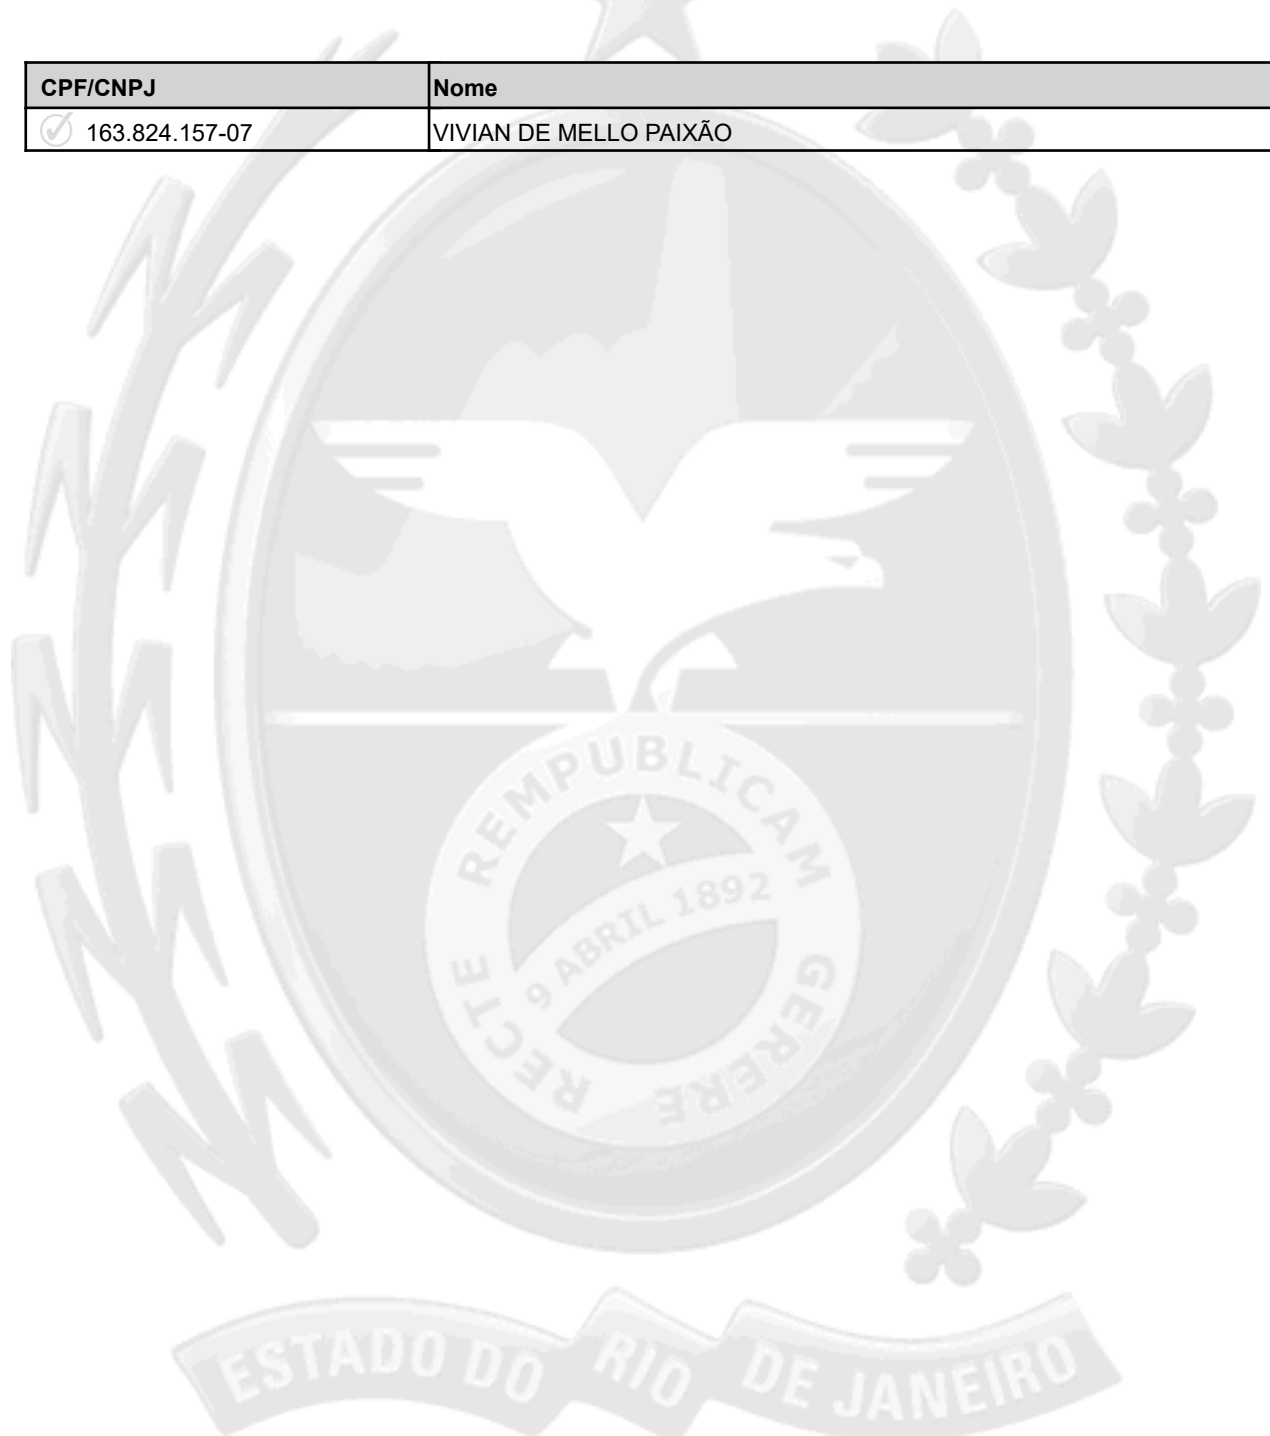 CPF/CNPJ Nome
163.824.157-07 VIVIAN DE MELLO PAIXÃO
REMPUBLICAM
9 ABRIL 1892
RECTE GERERE
ESTADO DO RIO DE JANEIRO